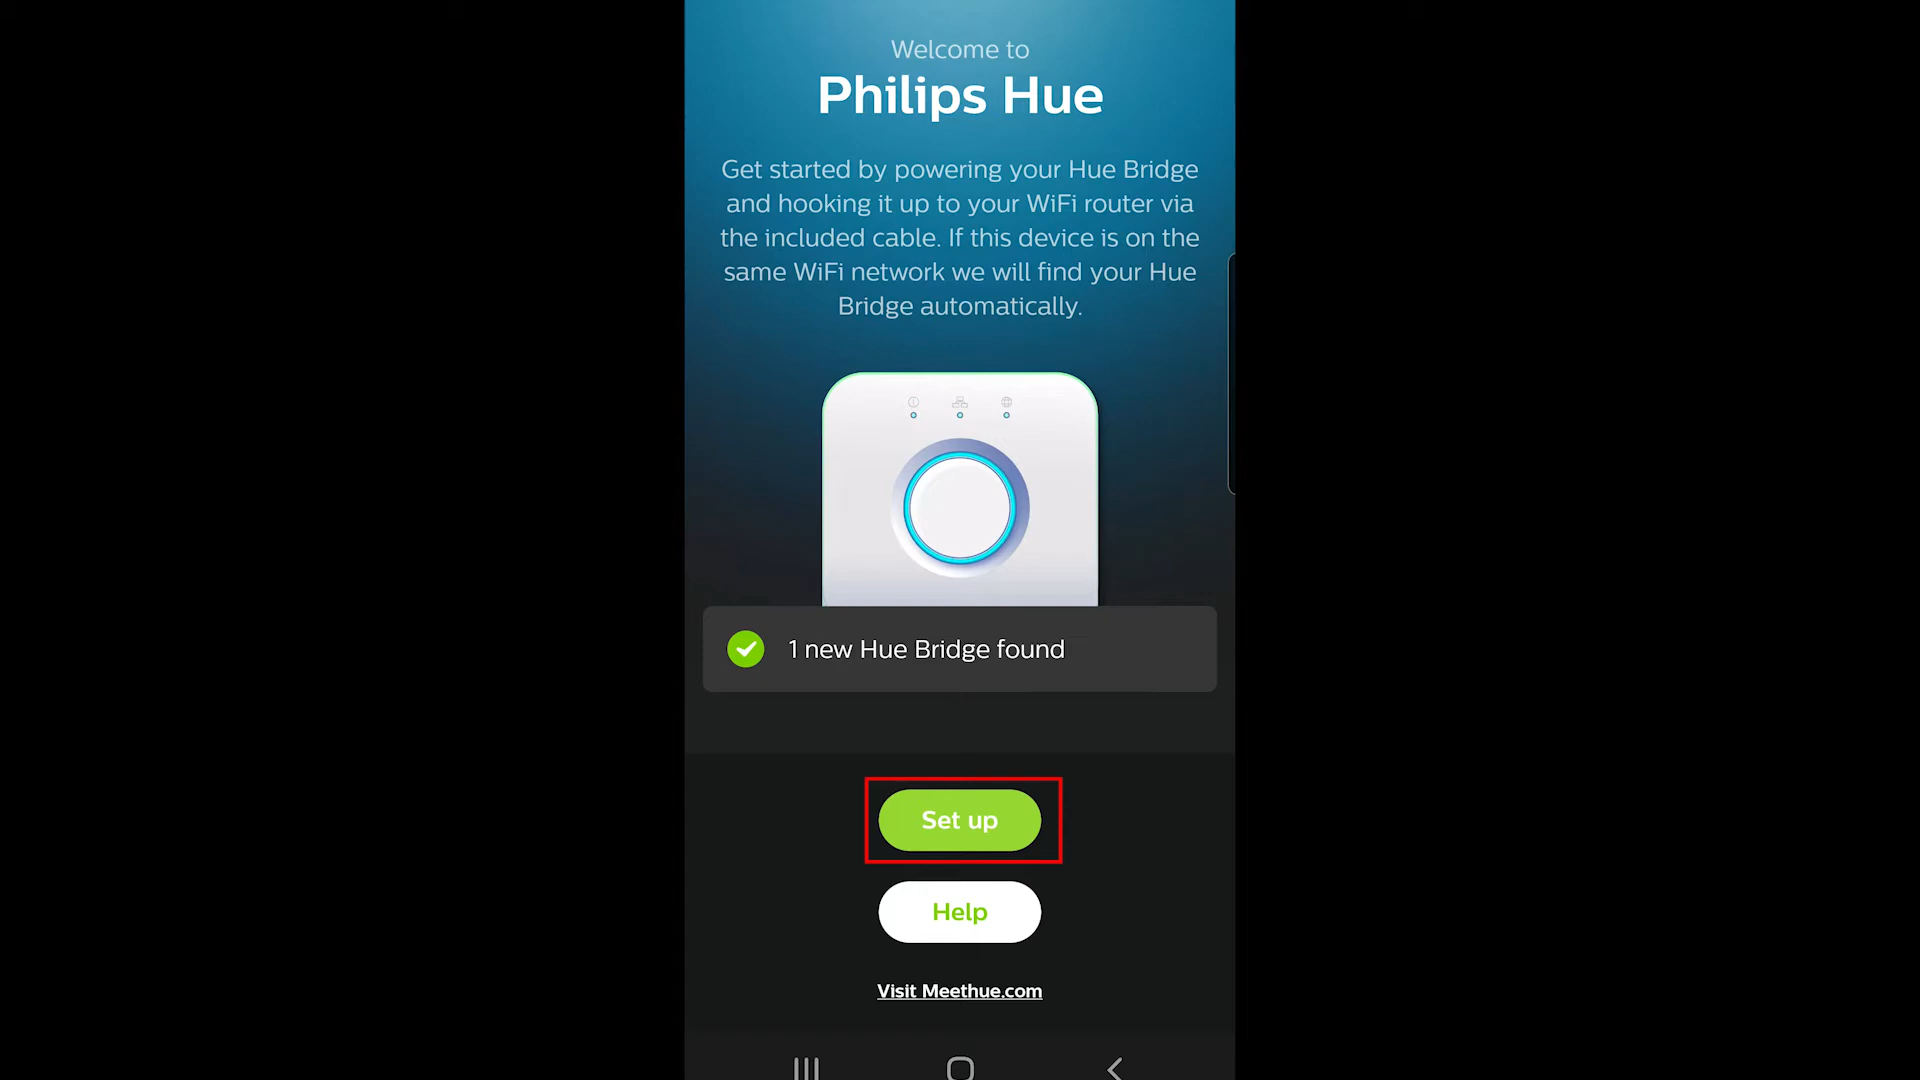 Welcome to
Philips Hue
Get started by powering your Hue Bridge
and hooking it up to your WiFi router via
the included cable. If this device is on the
same WiFi network we will find your Hue
Bridge automatically.
1 new Hue Bridge found
Set up
Help
Visit Meethue.com